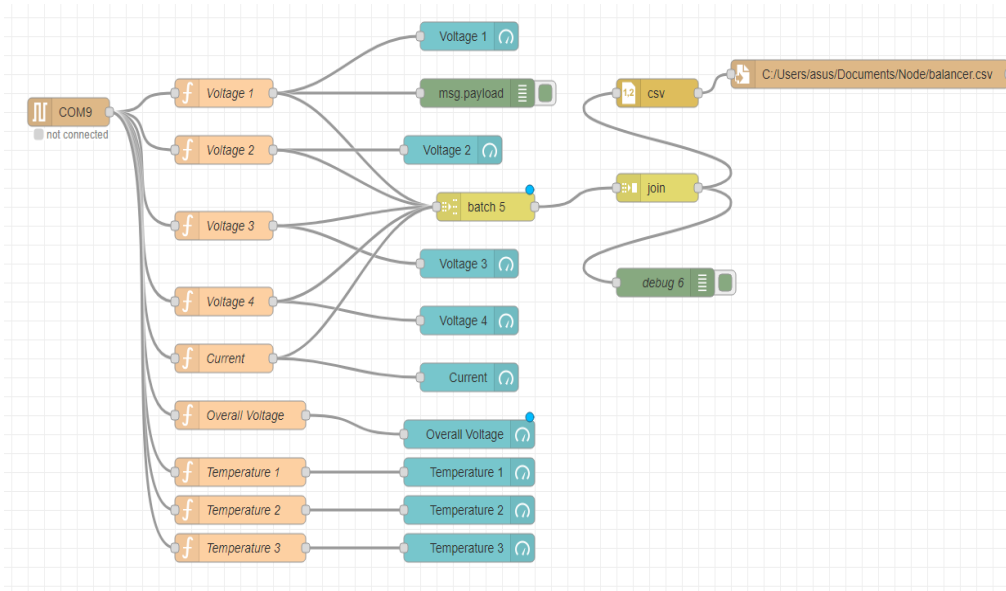 Voltage 1
Voltage 1
msg.payload
1,2
csv
C:/Users/asus/Documents/Node/balancer.csv
COM9
not connected
Voltage 2
Voltage 2
batch 5
join
Voltage 3
Voltage 3
debug 6
Voltage 4
Voltage 4
Current
Current
Overall Voltage
Overall Voltage
Temperature 1
Temperature 1
Temperature 2
Temperature 2
Temperature 3
Temperature 3